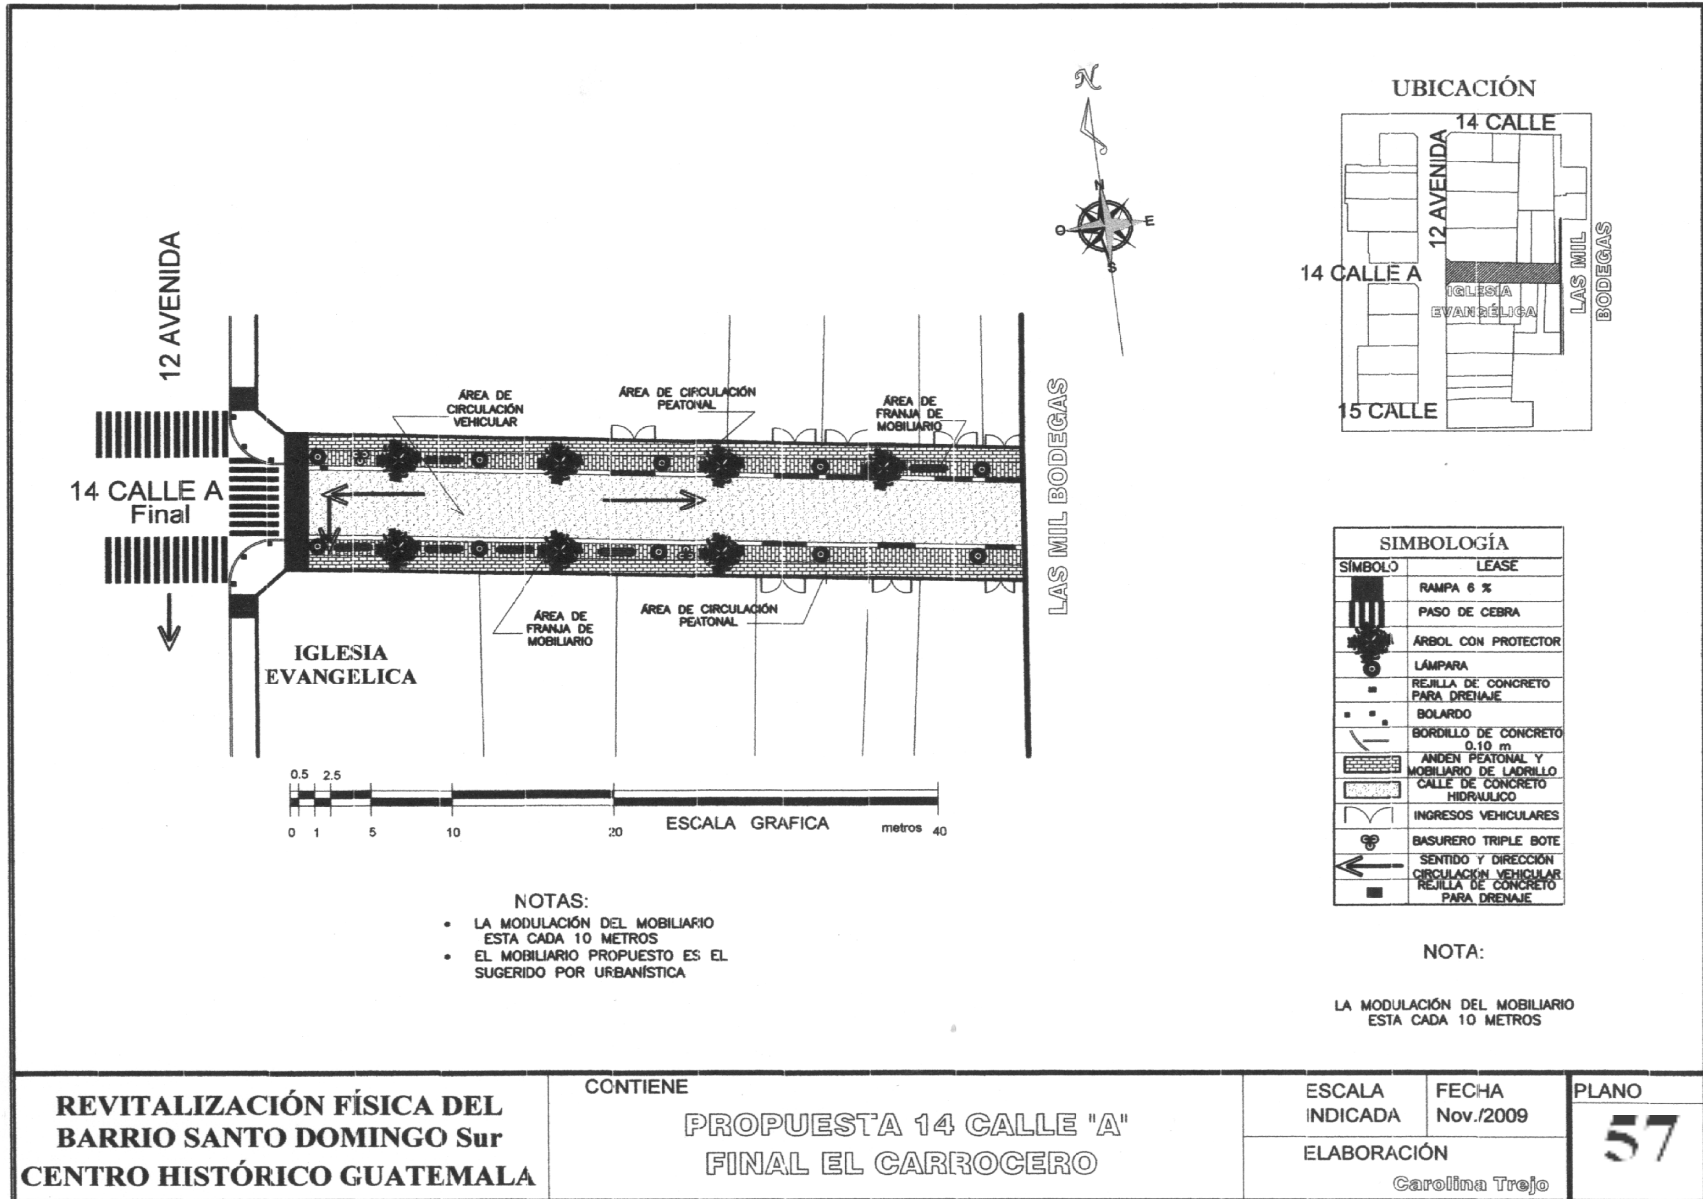 N
UBICACIÓN
14 CALLE
12 AVENIDA
14 CALLE A
IGLESIA
EVANGÉLICA
LAS MIL
BODEGAS
15 CALLE
N
O
E
S
12 AVENIDA
ÁREA DE
CIRCULACIÓN
VEHICULAR
ÁREA DE CIRCULACIÓN
PEATONAL
ÁREA DE
FRANJA DE
MOBILIARIO
14 CALLE A
Final
LAS MIL BODEGAS
ÁREA DE
FRANJA DE
MOBILIARIO
ÁREA DE CIRCULACIÓN
PEATONAL
IGLESIA
EVANGELICA
SIMBOLOGÍA
SÍMBOLO LEASE
RAMPA 6 %
PASO DE CEBRA
ÁRBOL CON PROTECTOR
LÁMPARA
REJILLA DE CONCRETO
PARA DRENAJE
BOLARDO
BORDILLO DE CONCRETO
0.10 m
ANDEN PEATONAL Y
MOBILIARIO DE LADRILLO
CALLE DE CONCRETO
HIDRAULICO
INGRESOS VEHICULARES
BASURERO TRIPLE BOTE
SENTIDO Y DIRECCIÓN
CIRCULACIÓN VEHICULAR
REJILLA DE CONCRETO
PARA DRENAJE
0.5 2.5
0 1 5 10 20 ESCALA GRAFICA metros 40
NOTAS:
• LA MODULACIÓN DEL MOBILIARIO
ESTA CADA 10 METROS
• EL MOBILIARIO PROPUESTO ES EL
SUGERIDO POR URBANÍSTICA
NOTA:
LA MODULACIÓN DEL MOBILIARIO
ESTA CADA 10 METROS
REVITALIZACIÓN FÍSICA DEL
BARRIO SANTO DOMINGO Sur
CENTRO HISTÓRICO GUATEMALA
CONTIENE
PROPUESTA 14 CALLE "A"
FINAL EL CARROCERO
ESCALA
INDICADA
FECHA
Nov./2009
ELABORACIÓN
Carolina Trejo
PLANO
57